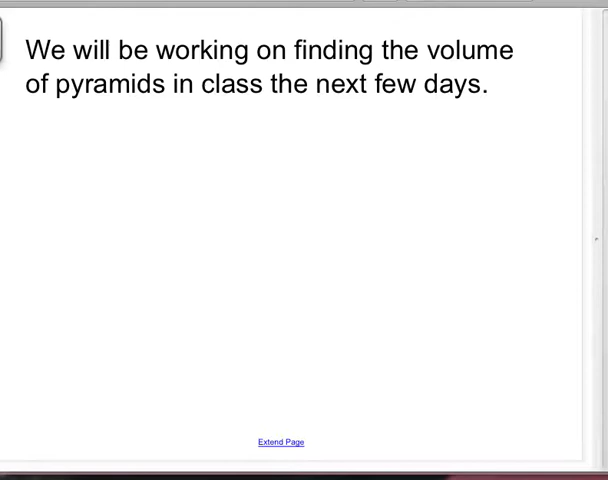 We will be working on finding the volume
of pyramids in class the next few days.
Extend Page